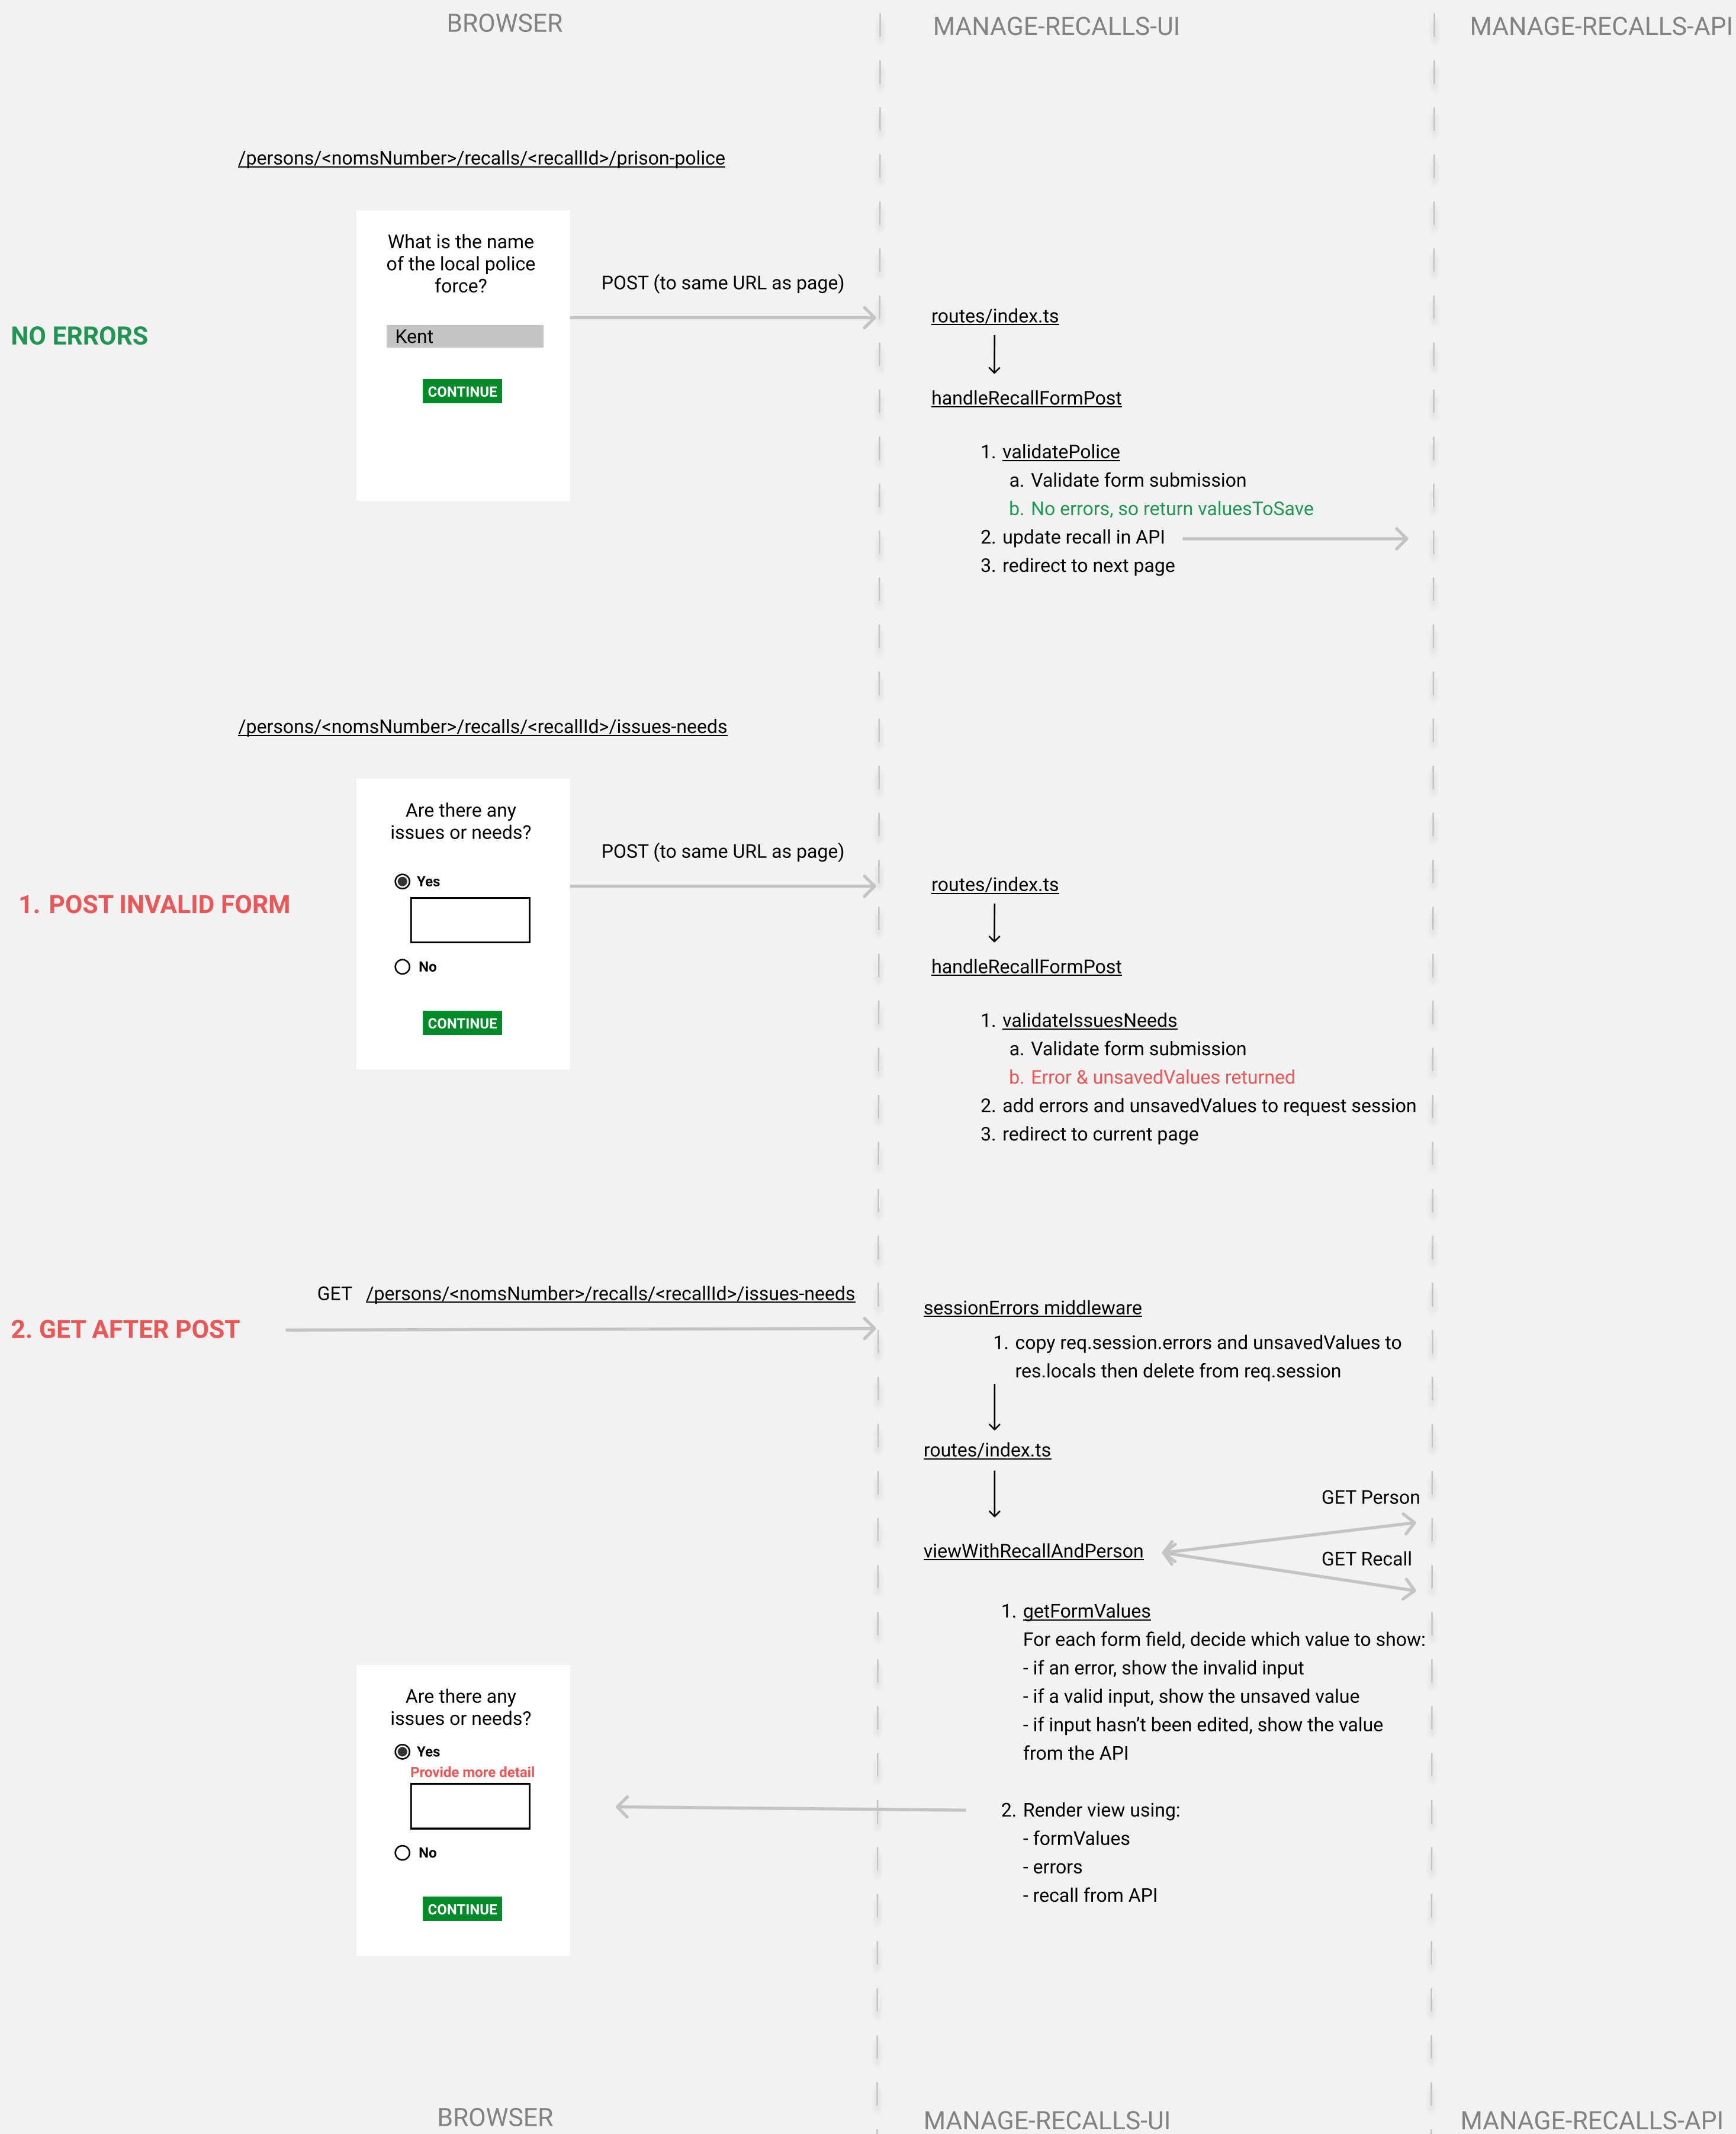 BROWSER
MANAGE-RECALLS-UI
MANAGE-RECALLS-API
/persons/<nomsNumber>/recalls/<recallId>/prison-police
What is the name
of the local police
force?
Kent
CONTINUE
POST (to same URL as page)
NO ERRORS
routes/index.ts
handleRecallFormPost
1. validatePolice
a. Validate form submission
b. No errors, so return valuesToSave
2. update recall in API
3. redirect to next page
/persons/<nomsNumber>/recalls/<recallId>/issues-needs
Are there any
issues or needs?
Yes
No
CONTINUE
POST (to same URL as page)
1. POST INVALID FORM
routes/index.ts
handleRecallFormPost
1. validateIssuesNeeds
a. Validate form submission
b. Error & unsavedValues returned
2. add errors and unsavedValues to request session
3. redirect to current page
GET /persons/<nomsNumber>/recalls/<recallId>/issues-needs
2. GET AFTER POST
sessionErrors middleware
1. copy req.session.errors and unsavedValues to
res.locals then delete from req.session
routes/index.ts
GET Person
viewWithRecallAndPerson
GET Recall
1. getFormValues
For each form field, decide which value to show:
- if an error, show the invalid input
- if a valid input, show the unsaved value
- if input hasn’t been edited, show the value
from the API
Are there any
issues or needs?
Yes
Provide more detail
No
CONTINUE
2. Render view using:
- formValues
- errors
- recall from API
BROWSER
MANAGE-RECALLS-UI
MANAGE-RECALLS-API